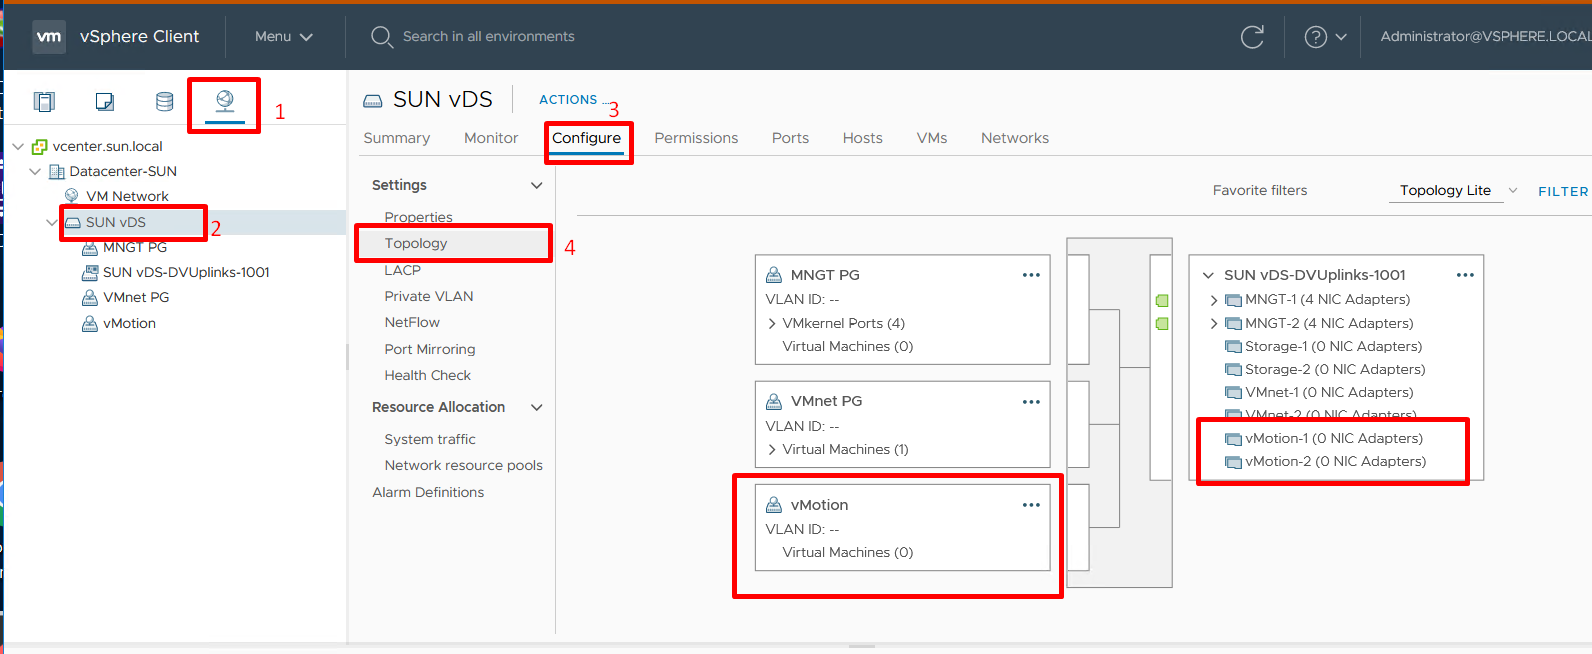 vm vSphere Client Menu Search in all environments Administrator@VSPHERE.LOCAL
1
vcenter.sun.local
Datacenter-SUN
VM Network
SUN vDS
2
MNGT PG
SUN vDS-DVUplinks-1001
VMnet PG
vMotion
SUN vDS ACTIONS ...
3
Summary Monitor Configure Permissions Ports Hosts VMs Networks
Settings
Properties
Topology
4
LACP
Private VLAN
NetFlow
Port Mirroring
Health Check
Resource Allocation
System traffic
Network resource pools
Alarm Definitions
Favorite filters Topology Lite FILTER
MNGT PG ...
VLAN ID: --
VMkernel Ports (4)
Virtual Machines (0)
VMnet PG ...
VLAN ID: --
Virtual Machines (1)
vMotion ...
VLAN ID: --
Virtual Machines (0)
SUN vDS-DVUplinks-1001 ...
MNGT-1 (4 NIC Adapters)
MNGT-2 (4 NIC Adapters)
Storage-1 (0 NIC Adapters)
Storage-2 (0 NIC Adapters)
VMnet-1 (0 NIC Adapters)
VMnet-2 (0 NIC Adapters)
vMotion-1 (0 NIC Adapters)
vMotion-2 (0 NIC Adapters)